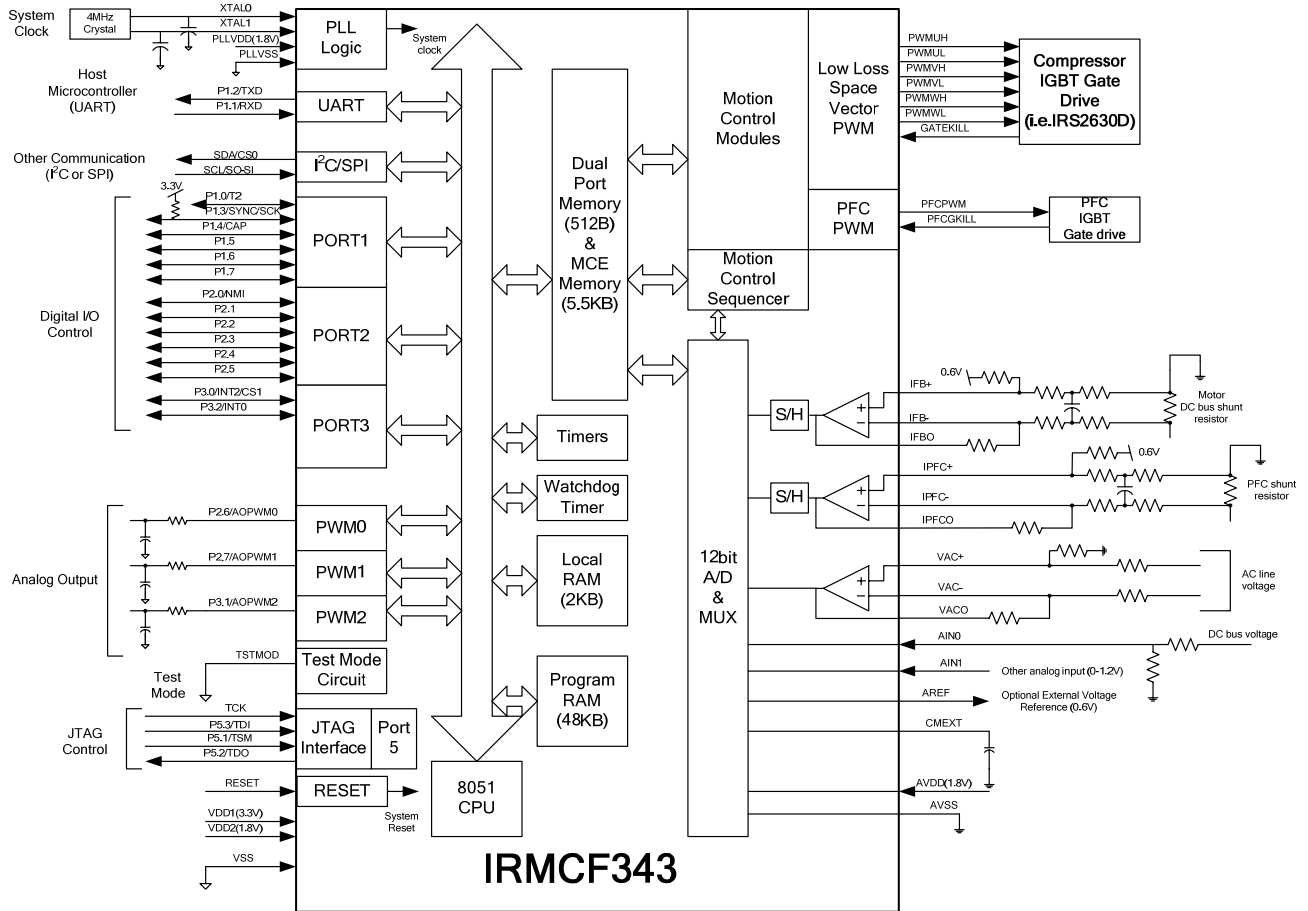 System
Clock
4MHz
Crystal
XTAL0
XTAL1
PLLVDD(1.8V)
PLLVSS
PLL
Logic
System
clock
Host
Microcontroller
(UART)
P1.2/TXD
P1.1/RXD
UART
Other Communication
(I²C or SPI)
SDA/CS0
SCL/SO-SI
I²C/SPI
3.3V
P1.0/T2
P1.3/SYNC/SCK
P1.4/CAP
P1.5
P1.6
P1.7
PORT1
Digital I/O
Control
P2.0/NMI
P2.1
P2.2
P2.3
P2.4
P2.5
PORT2
P3.0/INT2/CS1
P3.2/INT0
PORT3
Analog Output
P2.6/AOPWM0
P2.7/AOPWM1
P3.1/AOPWM2
PWM0
PWM1
PWM2
Test
Mode
TSTMOD
Test Mode
Circuit
JTAG
Control
TCK
P5.3/TDI
P5.1/TSM
P5.2/TDO
JTAG
Interface
Port
5
RESET
RESET
System
Reset
VDD1(3.3V)
VDD2(1.8V)
VSS
8051
CPU
Dual
Port
Memory
(512B)
&
MCE
Memory
(5.5KB)
Timers
Watchdog
Timer
Local
RAM
(2KB)
Program
RAM
(48KB)
Motion
Control
Modules
Motion
Control
Sequencer
Low Loss
Space
Vector
PWM
PFC
PWM
12bit
A/D
&
MUX
S/H
S/H
PWMUH
PWMUL
PWMVH
PWMVL
PWMWH
PWMWL
GATEKILL
Compressor
IGBT Gate
Drive
(i.e.IRS2630D)
PFCPWM
PFCGKILL
PFC
IGBT
Gate drive
IFB+
0.6V
IFB-
IFBO
Motor
DC bus shunt
resistor
IPFC+
0.6V
IPFC-
IPFCO
PFC shunt
resistor
VAC+
VAC-
VACO
AC line
voltage
AIN0
DC bus voltage
AIN1
Other analog input (0-1.2V)
AREF
Optional External Voltage
Reference (0.6V)
CMEXT
AVDD(1.8V)
AVSS
IRMCF343